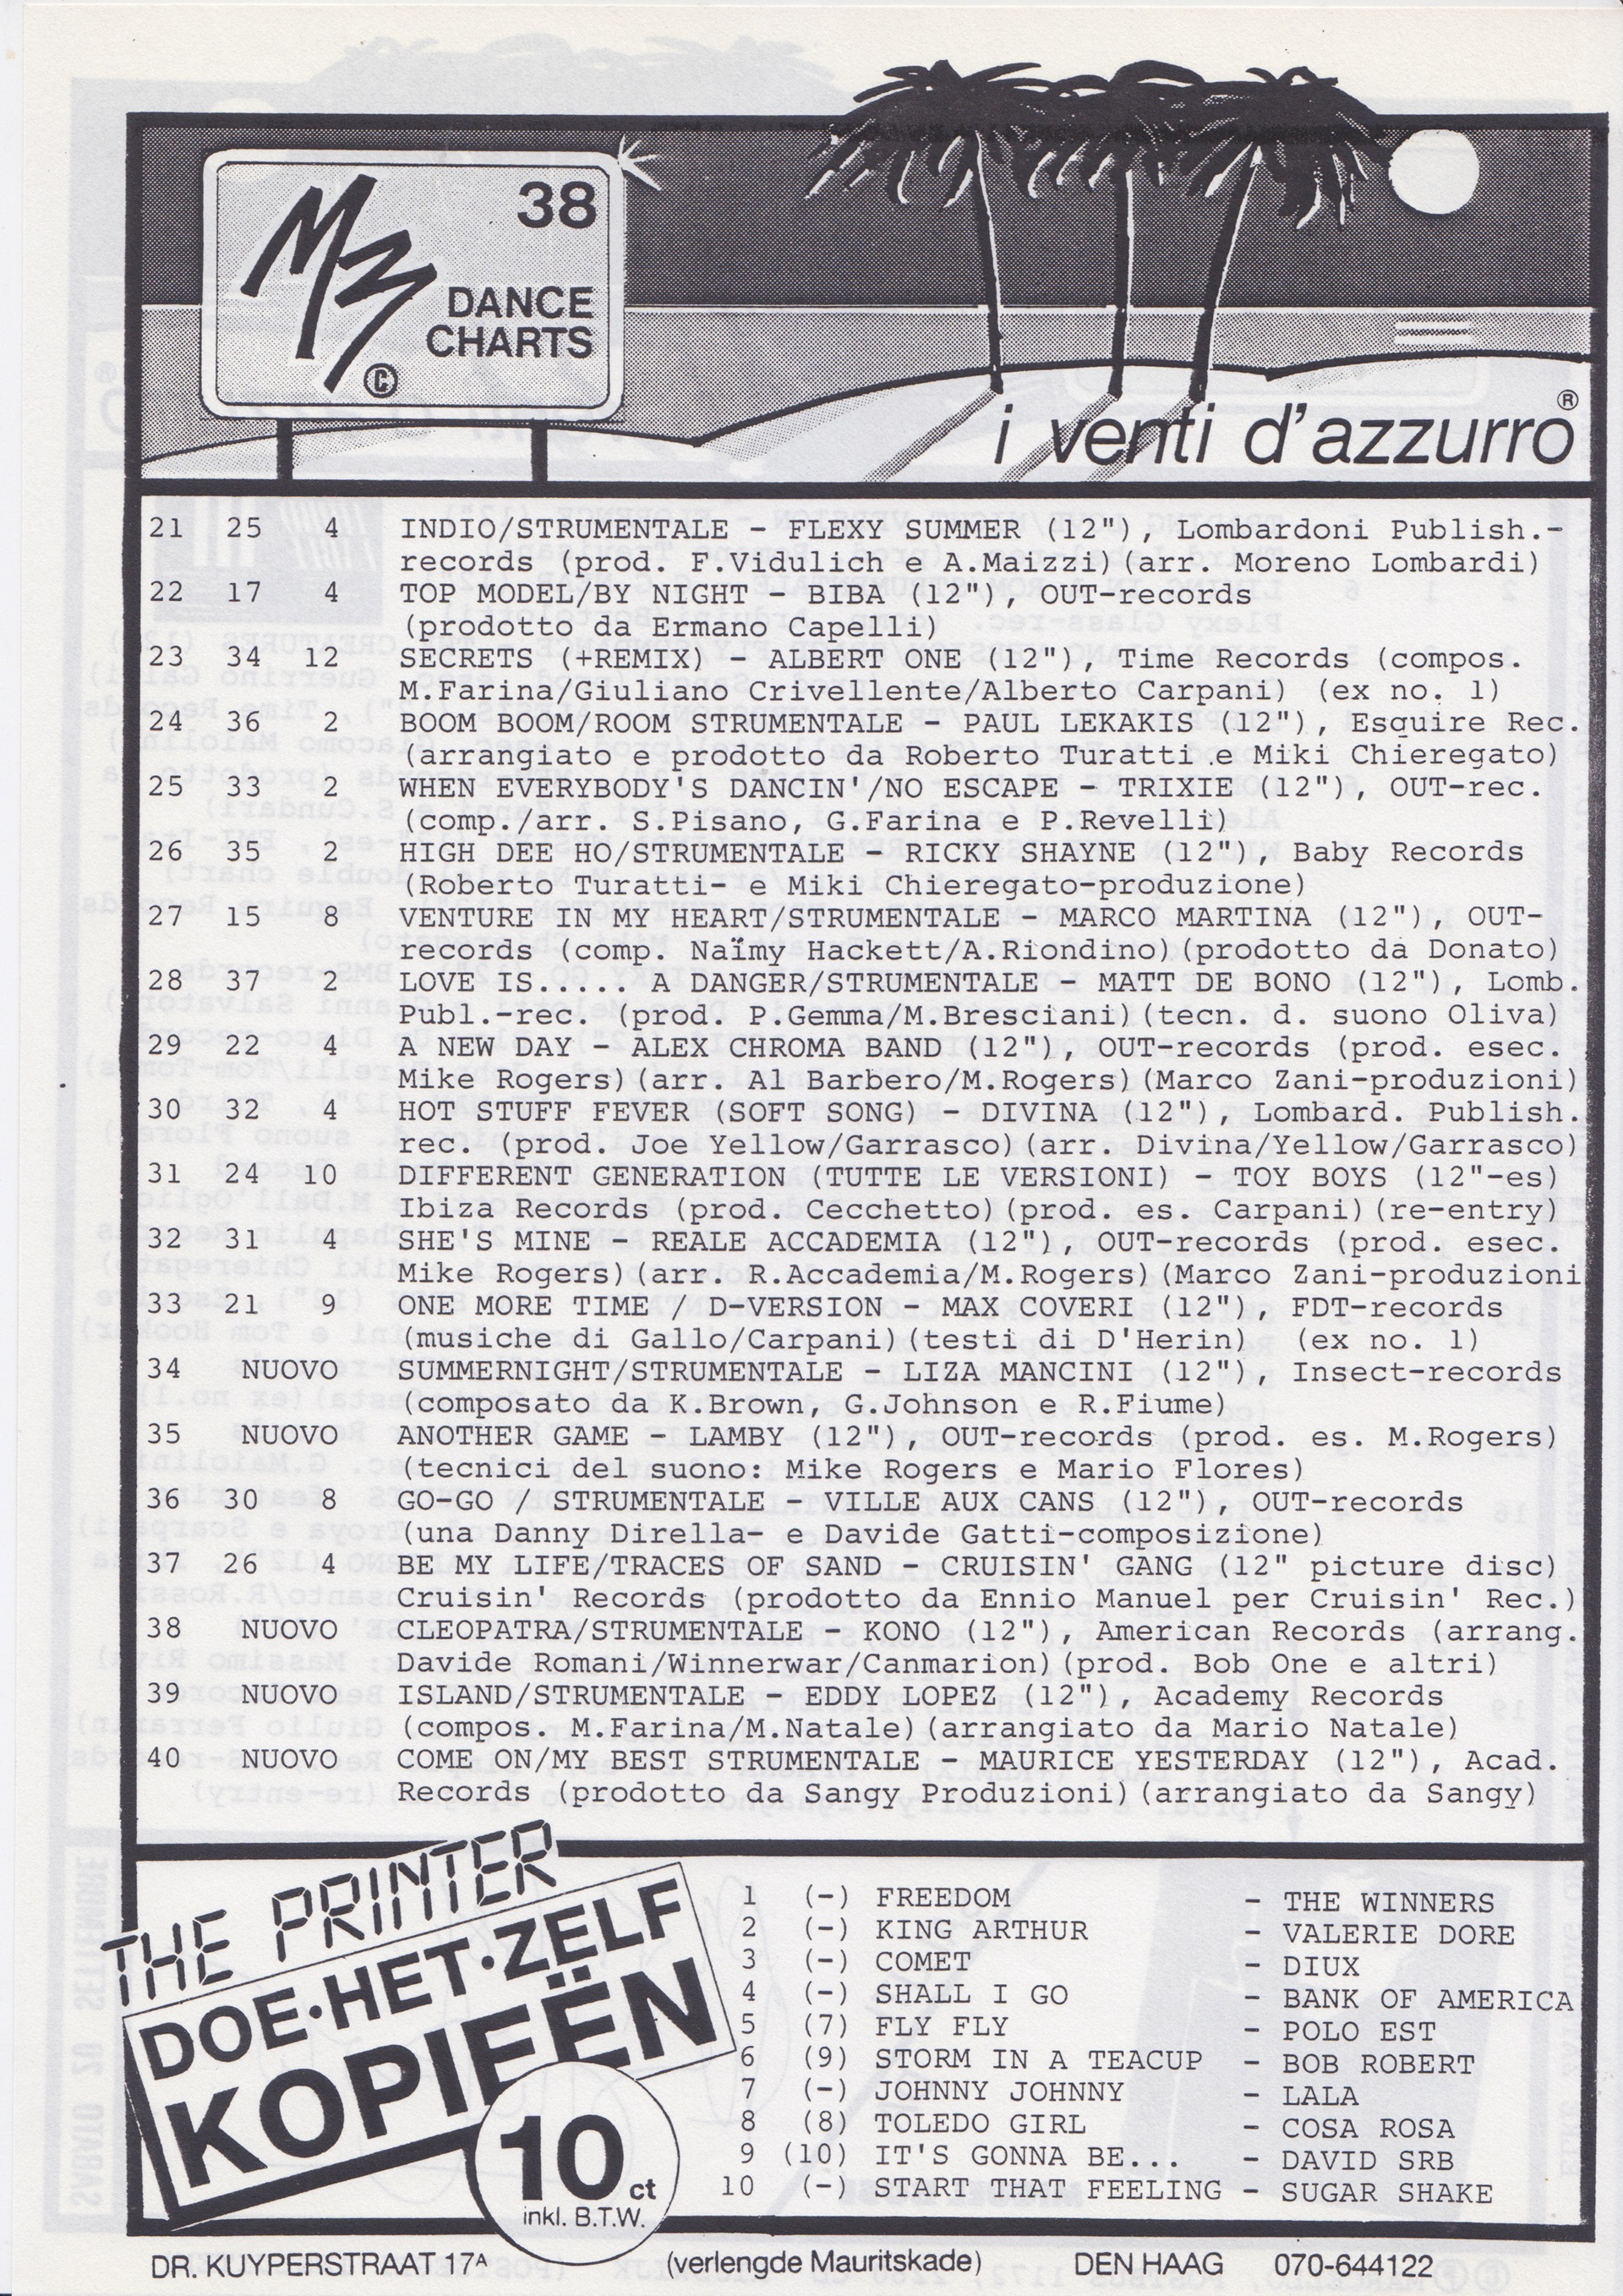 38
MZ
DANCE
CHARTS
©
i venti d'azzurro®
21 25 4 INDIO/STRUMENTALE - FLEXY SUMMER (12"), Lombardoni Publish.-
records (prod. F.Vidulich e A.Maizzi)(arr. Moreno Lombardi)
22 17 4 TOP MODEL/BY NIGHT - BIBA (12"), OUT-records
(prodotto da Ermano Capelli)
23 34 12 SECRETS (+REMIX) - ALBERT ONE (12"), Time Records (compos.
M.Farina/Giuliano Crivellente/Alberto Carpani) (ex no. 1)
24 36 2 BOOM BOOM/ROOM STRUMENTALE - PAUL LEKAKIS (12"), Esquire Rec.
(arrangiato e prodotto da Roberto Turatti e Miki Chieregato)
25 33 2 WHEN EVERYBODY'S DANCIN'/NO ESCAPE - TRIXIE (12"), OUT-rec.
(comp./arr. S.Pisano, G.Farina e P.Revelli)
26 35 2 HIGH DEE HO/STRUMENTALE - RICKY SHAYNE (12"), Baby Records
(Roberto Turatti- e Miki Chieregato-produzione)
27 15 8 VENTURE IN MY HEART/STRUMENTALE - MARCO MARTINA (12"), OUT-
records (comp. Naïmy Hackett/A.Riondino)(prodotto da Donato)
28 37 2 LOVE IS..... A DANGER/STRUMENTALE - MATT DE BONO (12"), Lomb.
Publ.-rec. (prod. P.Gemma/M.Bresciani)(tecn. d. suono Oliva)
29 22 4 A NEW DAY - ALEX CHROMA BAND (12"), OUT-records (prod. esec.
Mike Rogers)(arr. Al Barbero/M.Rogers)(Marco Zani-produzioni)
30 32 4 HOT STUFF FEVER (SOFT SONG) - DIVINA (12"), Lombard. Publish.
rec. (prod. Joe Yellow/Garrasco)(arr. Divina/Yellow/Garrasco)
31 24 10 DIFFERENT GENERATION (TUTTE LE VERSIONI) - TOY BOYS (12"-es)
Ibiza Records (prod. Cecchetto)(prod. es. Carpani)(re-entry)
32 31 4 SHE'S MINE - REALE ACCADEMIA (12"), OUT-records (prod. esec.
Mike Rogers)(arr. R.Accademia/M.Rogers)(Marco Zani-produzioni
33 21 9 ONE MORE TIME / D-VERSION - MAX COVERI (12"), FDT-records
(musiche di Gallo/Carpani)(testi di D'Herin) (ex no. 1)
34 NUOVO SUMMERNIGHT/STRUMENTALE - LIZA MANCINI (12"), Insect-records
(composato da K.Brown, G.Johnson e R.Fiume)
35 NUOVO ANOTHER GAME - LAMBY (12"), OUT-records (prod. es. M.Rogers)
(tecnici del suono: Mike Rogers e Mario Flores)
36 30 8 GO-GO / STRUMENTALE - VILLE AUX CANS (12"), OUT-records
(una Danny Dirella- e Davide Gatti-composizione)
37 26 4 BE MY LIFE/TRACES OF SAND - CRUISIN' GANG (12" picture disc)
Cruisin' Records (prodotto da Ennio Manuel per Cruisin' Rec.)
38 NUOVO CLEOPATRA/STRUMENTALE - KONO (12"), American Records (arrang.
Davide Romani/Winnerwar/Canmarion)(prod. Bob One e altri)
39 NUOVO ISLAND/STRUMENTALE - EDDY LOPEZ (12"), Academy Records
(compos. M.Farina/M.Natale)(arrangiato da Mario Natale)
40 NUOVO COME ON/MY BEST STRUMENTALE - MAURICE YESTERDAY (12"), Acad.
Records (prodotto da Sangy Produzioni)(arrangiato da Sangy)
THE PRINTER
DOE·HET·ZELF
KOPIEËN
10 ct
inkl. B.T.W.
1 (-) FREEDOM - THE WINNERS
2 (-) KING ARTHUR - VALERIE DORE
3 (-) COMET - DIUX
4 (-) SHALL I GO - BANK OF AMERICA
5 (7) FLY FLY - POLO EST
6 (9) STORM IN A TEACUP - BOB ROBERT
7 (-) JOHNNY JOHNNY - LALA
8 (8) TOLEDO GIRL - COSA ROSA
9 (10) IT'S GONNA BE... - DAVID SRB
10 (-) START THAT FEELING - SUGAR SHAKE
DR. KUYPERSTRAAT 17A (verlengde Mauritskade) DEN HAAG 070-644122